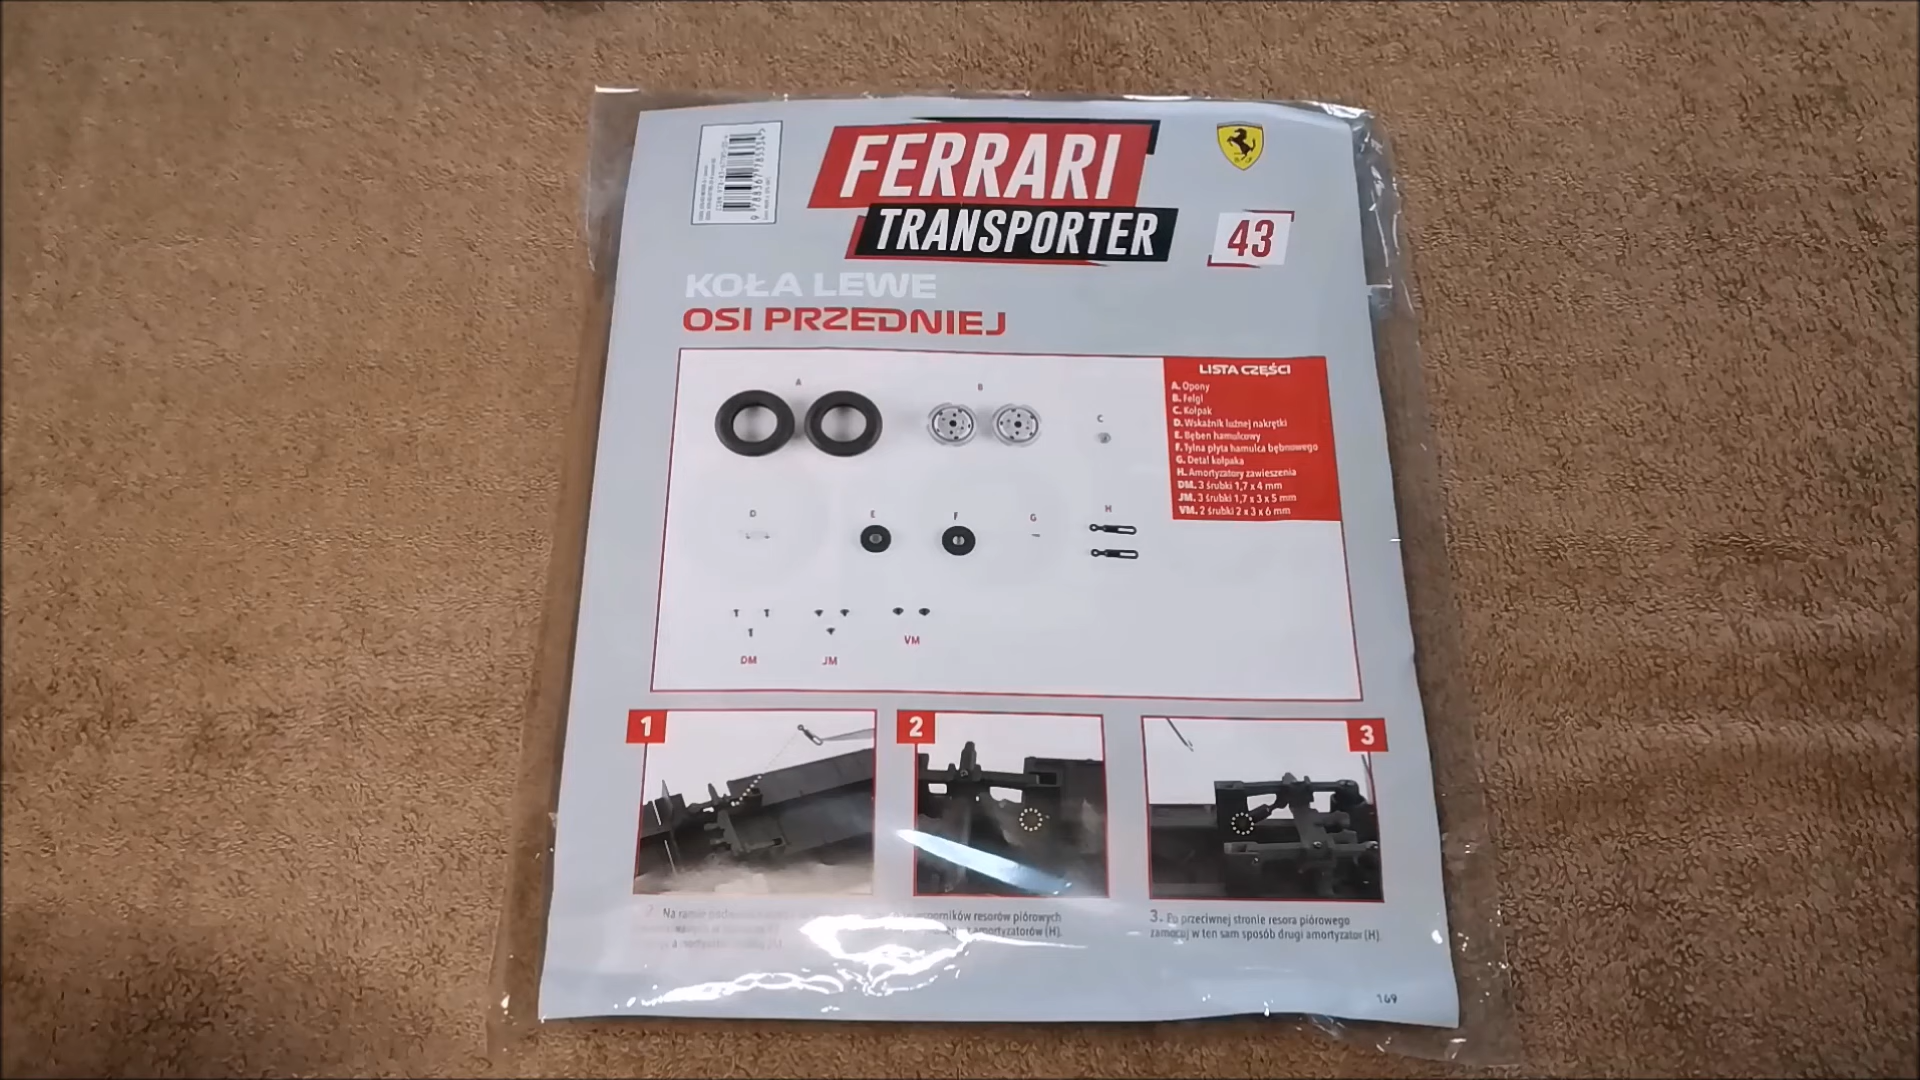 FERRARI
TRANSPORTER
43
KOŁA LEWE
OSI PRZEDNIEJ
A
B
C
D
E
F
G
H
DM
JM
VM
LISTA CZĘŚCI
A. Opony
B. Felgi
C. Kołpak
D. Wskaźnik luźnej nakrętki
E. Bęben hamulcowy
F. Tylna płyta hamulca bębnowego
G. Detal kołpaka
H. Amortyzatory zawieszenia
DM. 3 śrubki 1,7 x 4 mm
JM. 3 śrubki 1,7 x 3 x 5 mm
VM. 2 śrubki 2 x 3 x 6 mm
1
2
3
Na
resorów piórowych
amortyzatorów (H).
3. Po przeciwnej stronie resora piórowego
zamocuj w ten sam sposób drugi amortyzator (H).
169